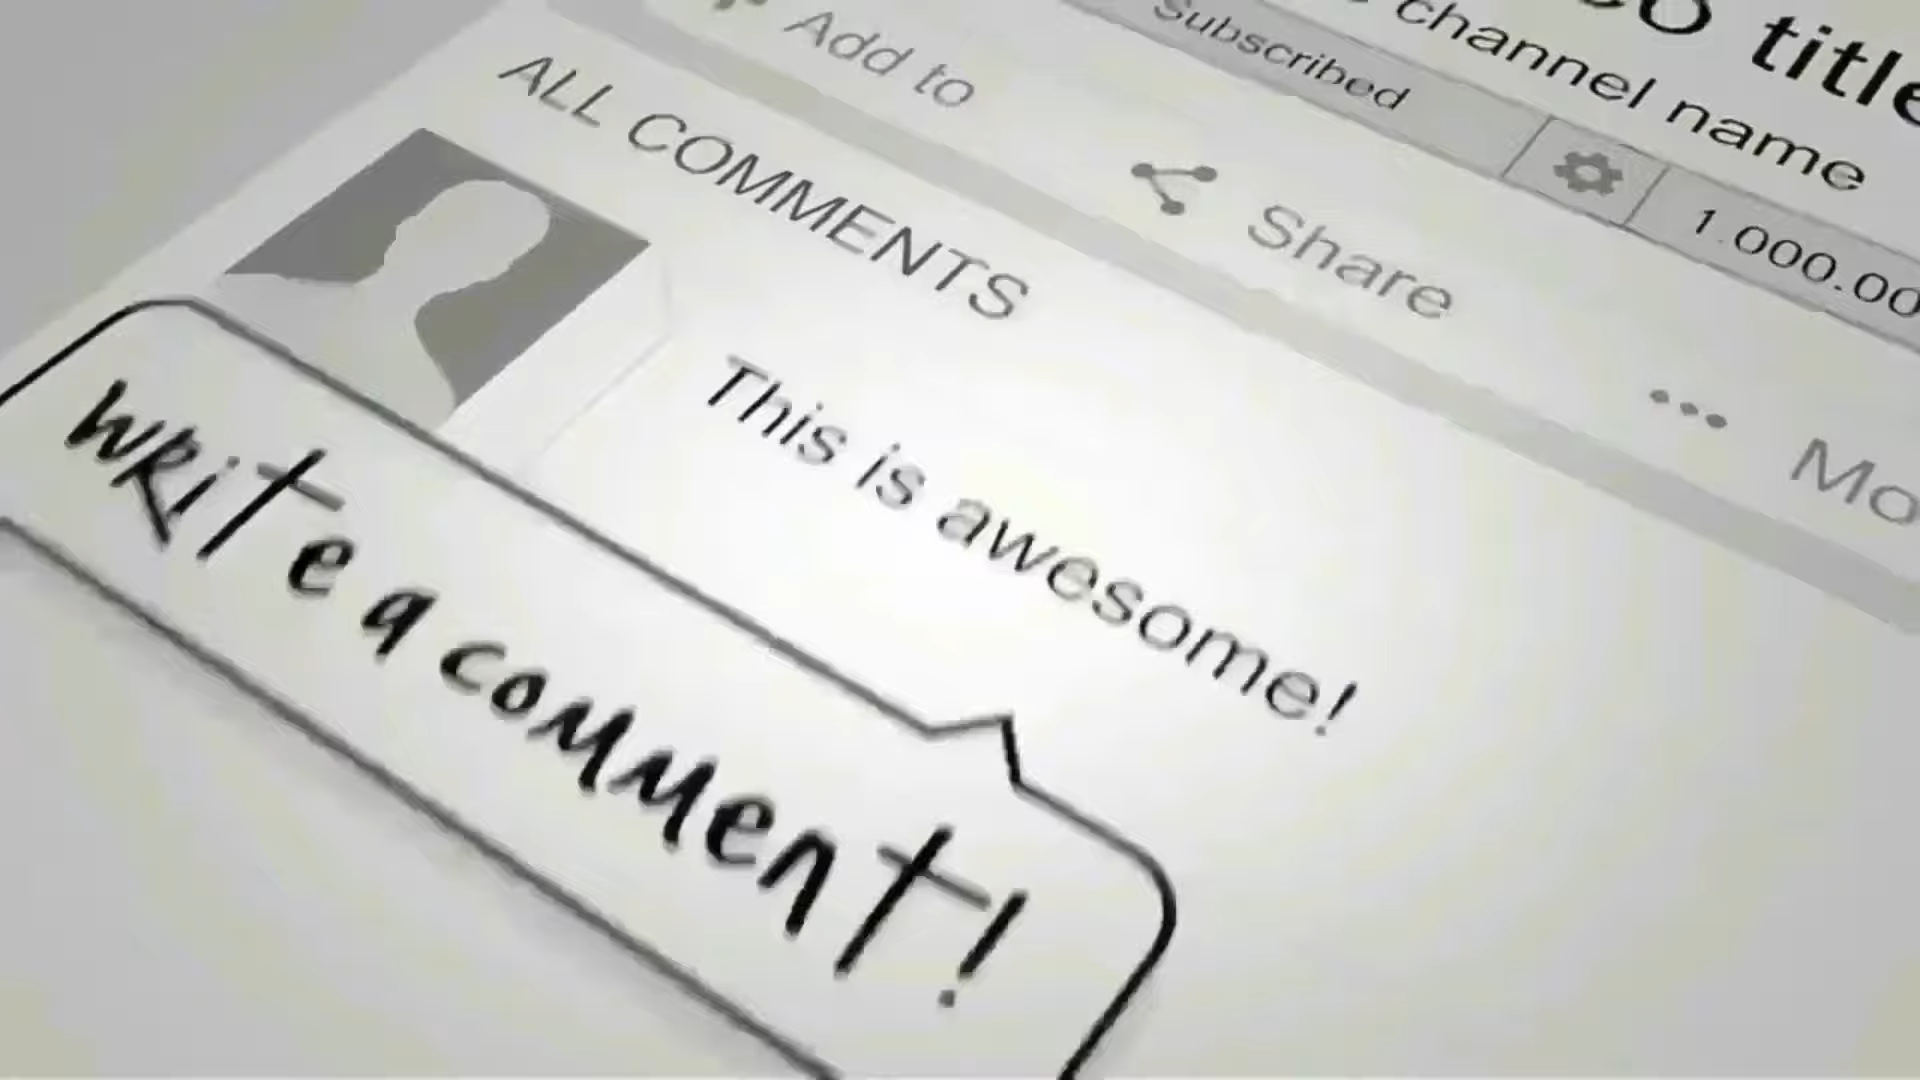 title
channel name
Subscribed
1.000.00
Add to
Share
ALL COMMENTS
This is awesome!
write a comment!